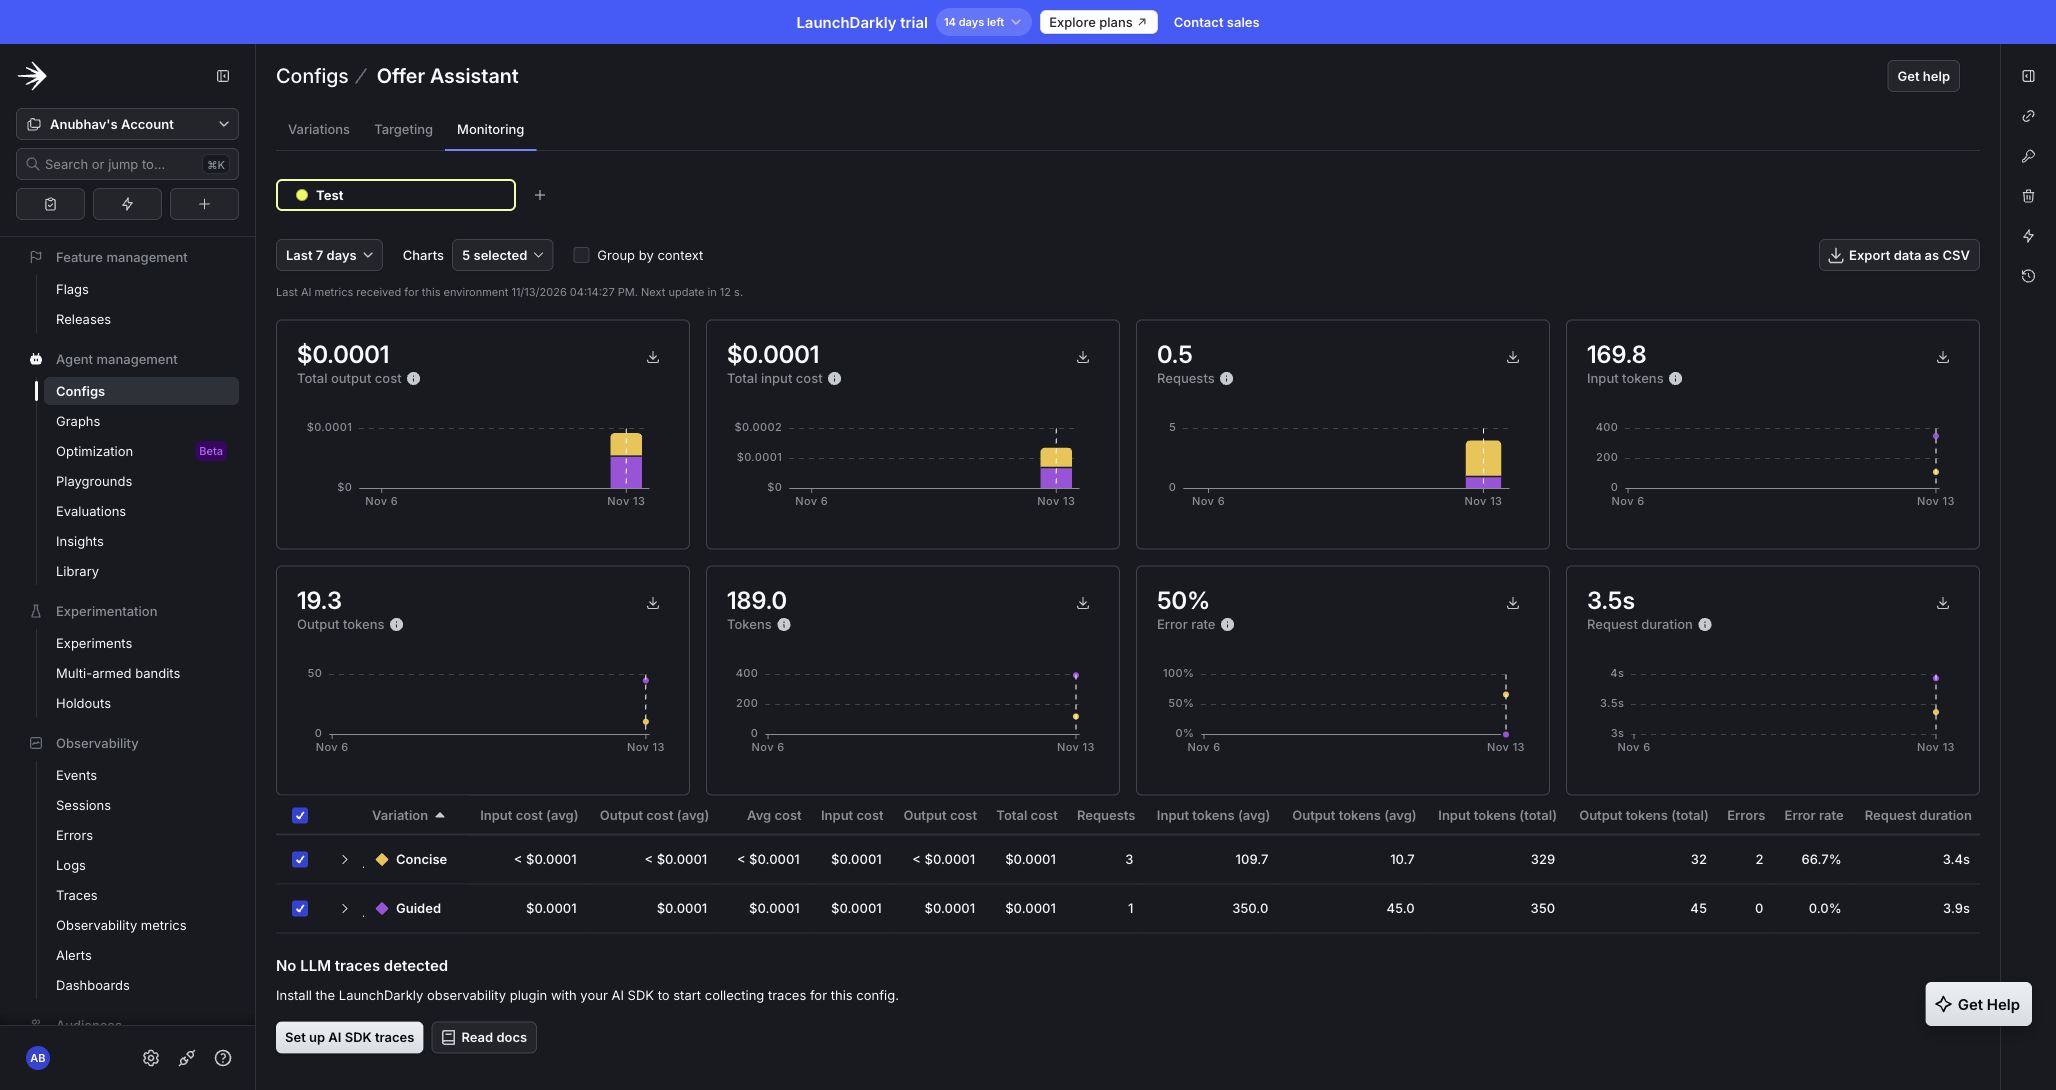 LaunchDarkly trial 14 days left Explore plans Contact sales
Configs / Offer Assistant
Get help
Anubhav's Account
Search or jump to... ⌘K
Variations Targeting Monitoring
Test
Last 7 days Charts 5 selected Group by context Export data as CSV
Last AI metrics received for this environment 11/13/2026 04:14:27 PM. Next update in 12 s.
Feature management
Flags
Releases
Agent management
Configs
Graphs
Optimization Beta
Playgrounds
Evaluations
Insights
Library
Experimentation
Experiments
Multi-armed bandits
Holdouts
Observability
Events
Sessions
Errors
Logs
Traces
Observability metrics
Alerts
Dashboards
Audiences
AB
$0.0001
Total output cost
$0.0001
$0
Nov 6 Nov 13
$0.0001
Total input cost
$0.0002
$0.0001
$0
Nov 6 Nov 13
0.5
Requests
5
0
Nov 6 Nov 13
169.8
Input tokens
400
200
0
Nov 6 Nov 13
19.3
Output tokens
50
0
Nov 6 Nov 13
189.0
Tokens
400
200
0
Nov 6 Nov 13
50%
Error rate
100%
50%
0%
Nov 6 Nov 13
3.5s
Request duration
4s
3.5s
3s
Nov 6 Nov 13
Variation Input cost (avg) Output cost (avg) Avg cost Input cost Output cost Total cost Requests Input tokens (avg) Output tokens (avg) Input tokens (total) Output tokens (total) Errors Error rate Request duration
Concise < $0.0001 < $0.0001 < $0.0001 $0.0001 < $0.0001 $0.0001 3 109.7 10.7 329 32 2 66.7% 3.4s
Guided $0.0001 $0.0001 $0.0001 $0.0001 $0.0001 $0.0001 1 350.0 45.0 350 45 0 0.0% 3.9s
No LLM traces detected
Install the LaunchDarkly observability plugin with your AI SDK to start collecting traces for this config.
Set up AI SDK traces Read docs
Get Help